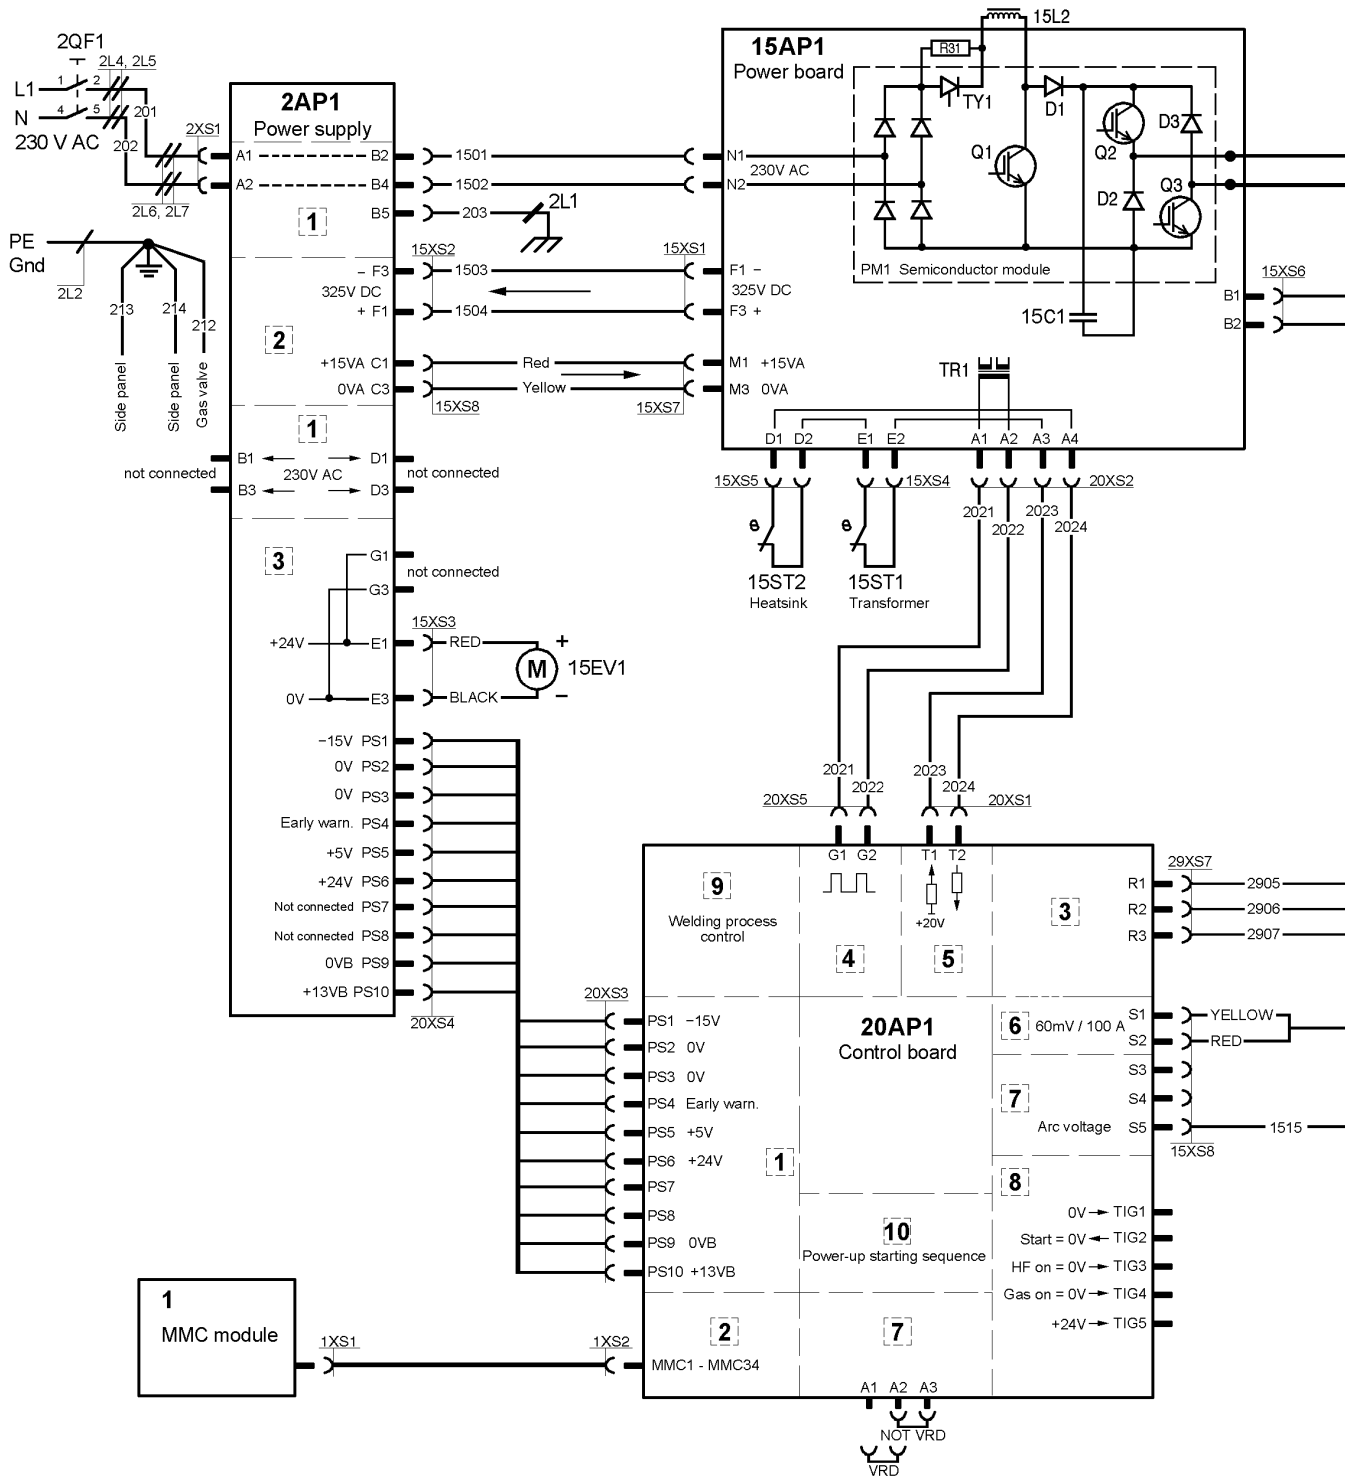 2QF1
2L4, 2L5
L1
1
2
N
4
5
230 V AC
201
202
2XS1
2L6, 2L7
PE
Gnd
2L2
213
214
212
Side panel
Side panel
Gas valve
2AP1
Power supply
A1
B2
A2
B4
B5
1
1501
1502
203
2L1
15XS2
15XS1
– F3
325V DC
+ F1
1503
1504
2
+15VA C1
0VA C3
Red
Yellow
15XS8
15XS7
1
B1
230V AC
D1
B3
D3
not connected
not connected
3
G1
G3
not connected
15XS3
+24V
E1
RED
0V
E3
BLACK
M
+
–
15EV1
–15V PS1
0V PS2
0V PS3
Early warn. PS4
+5V PS5
+24V PS6
Not connected PS7
Not connected PS8
0VB PS9
+13VB PS10
20XS4
15L2
15AP1
Power board
R31
TY1
D1
D3
Q1
Q2
D2
Q3
N1
230V AC
N2
PM1 Semiconductor module
F1 –
325V DC
F3 +
15C1
15XS6
B1
B2
M1 +15VA
M3 0VA
TR1
D1
D2
E1
E2
A1
A2
A3
A4
15XS5
15XS4
20XS2
2021
2022
2023
2024
θ
θ
15ST2
Heatsink
15ST1
Transformer
2021
2022
2023
2024
20XS5
20XS1
G1
G2
T1
T2
+20V
9
Welding process
control
4
5
3
29XS7
R1
2905
R2
2906
R3
2907
20XS3
20AP1
Control board
6
60mV / 100 A
S1
YELLOW
S2
RED
S3
S4
7
Arc voltage
S5
1515
15XS8
PS1 –15V
PS2 0V
PS3 0V
PS4 Early warn.
PS5 +5V
PS6 +24V
PS7
PS8
PS9 0VB
PS10 +13VB
1
8
10
Power-up starting sequence
0V
TIG1
Start = 0V
TIG2
HF on = 0V
TIG3
Gas on = 0V
TIG4
+24V
TIG5
1
MMC module
1XS1
1XS2
2
MMC1 - MMC34
7
A1
A2
A3
NOT VRD
VRD